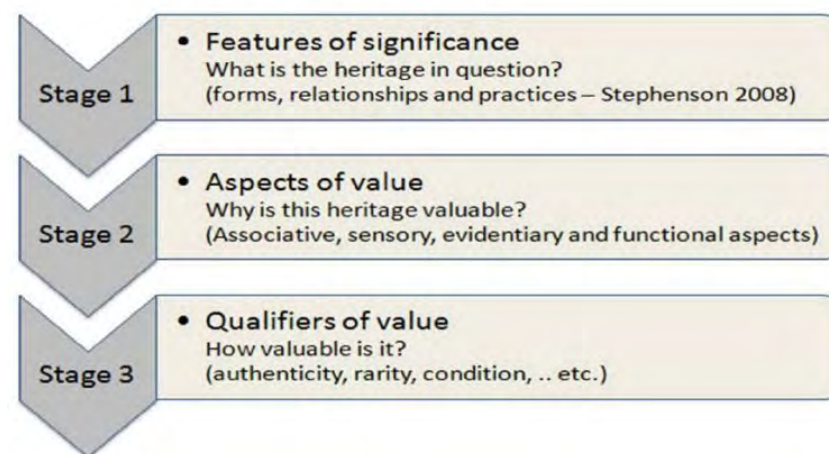 Stage 1
• Features of significance
What is the heritage in question?
(forms, relationships and practices – Stephenson 2008)
Stage 2
• Aspects of value
Why is this heritage valuable?
(Associative, sensory, evidentiary and functional aspects)
Stage 3
• Qualifiers of value
How valuable is it?
(authenticity, rarity, condition, .. etc.)